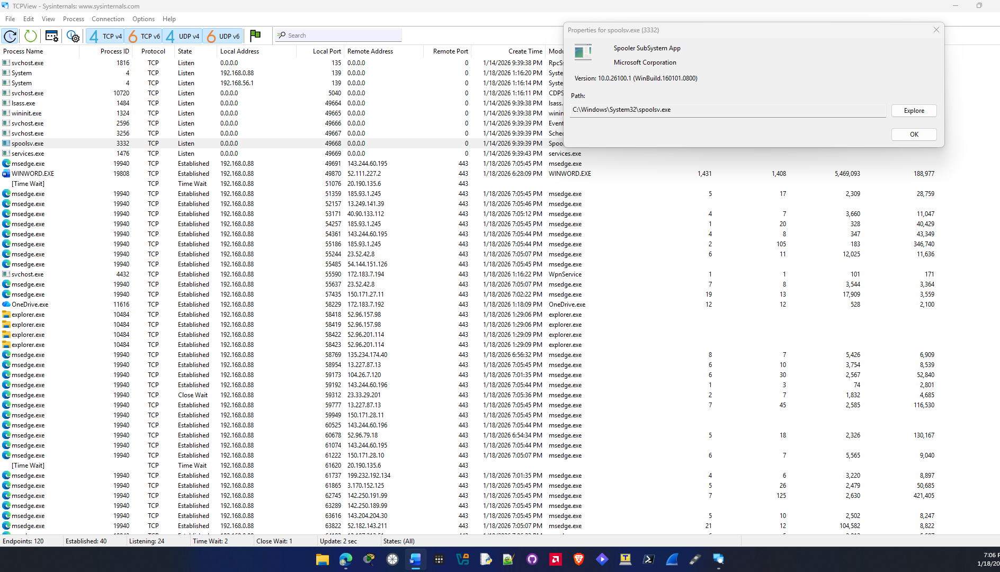 TCPView - Sysinternals: www.sysinternals.com
File Edit View Process Connection Options Help
4 TCP v4 6 TCP v6 4 UDP v4 6 UDP v6 Search
Properties for spoolsv.exe (3332)
Spooler SubSystem App
Microsoft Corporation
Version: 10.0.26100.1 (WinBuild.160101.0800)
Path:
C:\Windows\System32\spoolsv.exe Explore
OK
Process Name Process ID Protocol State Local Address Local Port Remote Address Remote Port Create Time
svchost.exe 1816 TCP Listen 0.0.0.0 135 0.0.0.0 0 1/14/2026 9:39:38 PM
System 4 TCP Listen 192.168.0.88 139 0.0.0.0 0 1/18/2026 1:16:20 PM
System 4 TCP Listen 192.168.56.1 139 0.0.0.0 0 1/18/2026 1:16:14 PM
svchost.exe 10720 TCP Listen 0.0.0.0 5040 0.0.0.0 0 1/18/2026 1:16:11 PM CDPS
lsass.exe 1484 TCP Listen 0.0.0.0 49664 0.0.0.0 0 1/14/2026 9:39:38 PM lsass.
wininit.exe 1324 TCP Listen 0.0.0.0 49665 0.0.0.0 0 1/14/2026 9:39:38 PM winin
svchost.exe 2596 TCP Listen 0.0.0.0 49666 0.0.0.0 0 1/14/2026 9:39:39 PM Event
svchost.exe 3256 TCP Listen 0.0.0.0 49667 0.0.0.0 0 1/14/2026 9:39:39 PM Sched
spoolsv.exe 3332 TCP Listen 0.0.0.0 49668 0.0.0.0 0 1/14/2026 9:39:39 PM Spoo
services.exe 1476 TCP Listen 0.0.0.0 49669 0.0.0.0 0 1/14/2026 9:39:43 PM services.exe
msedge.exe 19940 TCP Established 192.168.0.88 49691 143.244.60.195 443 1/18/2026 7:05:45 PM msedge.exe
WINWORD.EXE 19808 TCP Established 192.168.0.88 49870 52.111.227.2 443 1/18/2026 6:28:09 PM WINWORD.EXE 1,431 1,408 5,469,093 188,977
[Time Wait] TCP Time Wait 192.168.0.88 51076 20.190.135.6 443
msedge.exe 19940 TCP Established 192.168.0.88 51359 185.93.1.245 443 1/18/2026 7:05:45 PM msedge.exe 5 17 2,309 28,759
msedge.exe 19940 TCP Established 192.168.0.88 52157 13.249.141.39 443 1/18/2026 7:05:46 PM msedge.exe
msedge.exe 19940 TCP Established 192.168.0.88 53171 40.90.133.112 443 1/18/2026 7:05:12 PM msedge.exe 4 7 3,660 11,047
msedge.exe 19940 TCP Established 192.168.0.88 54257 185.93.1.245 443 1/18/2026 7:05:45 PM msedge.exe 1 20 328 40,429
msedge.exe 19940 TCP Established 192.168.0.88 54361 143.244.60.195 443 1/18/2026 7:05:44 PM msedge.exe 4 8 347 43,349
msedge.exe 19940 TCP Established 192.168.0.88 55186 185.93.1.245 443 1/18/2026 7:05:44 PM msedge.exe 2 105 183 346,740
msedge.exe 19940 TCP Established 192.168.0.88 55244 23.52.42.8 443 1/18/2026 7:05:07 PM msedge.exe 6 11 12,025 11,636
msedge.exe 19940 TCP Established 192.168.0.88 55485 54.144.151.126 443 1/18/2026 7:05:45 PM msedge.exe
svchost.exe 4432 TCP Established 192.168.0.88 55590 172.183.7.194 443 1/18/2026 1:16:22 PM WpnService 1 1 101 171
msedge.exe 19940 TCP Established 192.168.0.88 55637 23.52.42.8 443 1/18/2026 7:05:07 PM msedge.exe 7 8 3,544 3,364
msedge.exe 19940 TCP Established 192.168.0.88 57435 150.171.27.11 443 1/18/2026 7:02:22 PM msedge.exe 19 13 17,909 3,559
OneDrive.exe 11616 TCP Established 192.168.0.88 58229 172.183.7.192 443 1/18/2026 1:18:09 PM OneDrive.exe 12 12 528 2,100
explorer.exe 10484 TCP Established 192.168.0.88 58418 52.96.157.98 443 1/18/2026 1:29:06 PM explorer.exe
explorer.exe 10484 TCP Established 192.168.0.88 58419 52.96.157.98 443 1/18/2026 1:29:06 PM explorer.exe
explorer.exe 10484 TCP Established 192.168.0.88 58422 52.96.201.114 443 1/18/2026 1:29:09 PM explorer.exe
explorer.exe 10484 TCP Established 192.168.0.88 58423 52.96.201.114 443 1/18/2026 1:29:09 PM explorer.exe
msedge.exe 19940 TCP Established 192.168.0.88 58769 135.234.174.40 443 1/18/2026 6:56:32 PM msedge.exe 8 7 5,426 6,909
msedge.exe 19940 TCP Established 192.168.0.88 58954 13.227.87.13 443 1/18/2026 7:05:45 PM msedge.exe 6 10 3,754 8,539
msedge.exe 19940 TCP Established 192.168.0.88 59173 104.26.7.120 443 1/18/2026 7:01:35 PM msedge.exe 6 30 2,567 52,840
msedge.exe 19940 TCP Established 192.168.0.88 59192 143.244.60.196 443 1/18/2026 7:05:44 PM msedge.exe 1 3 74 2,801
msedge.exe 19940 TCP Close Wait 192.168.0.88 59312 23.33.29.201 443 1/18/2026 7:05:36 PM msedge.exe 2 7 1,832 4,685
msedge.exe 19940 TCP Established 192.168.0.88 59777 13.227.87.13 443 1/18/2026 7:05:45 PM msedge.exe 7 45 2,585 116,530
msedge.exe 19940 TCP Established 192.168.0.88 59949 150.171.28.11 443 1/18/2026 7:05:45 PM msedge.exe
msedge.exe 19940 TCP Established 192.168.0.88 60525 143.244.60.196 443 1/18/2026 7:05:44 PM msedge.exe
msedge.exe 19940 TCP Established 192.168.0.88 60678 52.96.79.18 443 1/18/2026 6:54:34 PM msedge.exe 5 18 2,326 130,167
msedge.exe 19940 TCP Established 192.168.0.88 61074 143.244.60.195 443 1/18/2026 7:05:44 PM msedge.exe
msedge.exe 19940 TCP Established 192.168.0.88 61222 150.171.28.10 443 1/18/2026 7:05:07 PM msedge.exe 6 7 5,565 9,040
[Time Wait] TCP Time Wait 192.168.0.88 61620 20.190.135.6 443
msedge.exe 19940 TCP Established 192.168.0.88 61737 199.232.192.134 443 1/18/2026 7:01:35 PM msedge.exe 4 6 3,220 8,897
msedge.exe 19940 TCP Established 192.168.0.88 61865 3.170.152.125 443 1/18/2026 7:05:45 PM msedge.exe 5 26 2,479 50,685
msedge.exe 19940 TCP Established 192.168.0.88 62745 142.250.191.99 443 1/18/2026 7:05:45 PM msedge.exe 7 125 2,630 421,405
msedge.exe 19940 TCP Established 192.168.0.88 63289 142.250.189.99 443 1/18/2026 7:05:45 PM msedge.exe
msedge.exe 19940 TCP Established 192.168.0.88 63616 143.204.204.30 443 1/18/2026 7:05:45 PM msedge.exe 5 10 2,502 8,247
msedge.exe 19940 TCP Established 192.168.0.88 63822 52.182.143.211 443 1/18/2026 7:05:07 PM msedge.exe 21 12 104,582 8,822
Endpoints: 120 Established: 40 Listening: 24 Time Wait: 2 Close Wait: 1 Update: 2 sec States: (All)
7:06 P
1/18/20